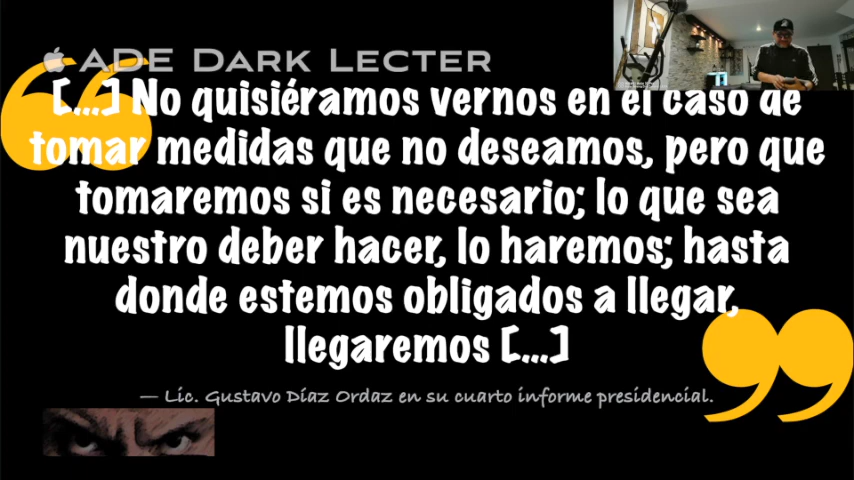 ADE DARK LECTER
[...] No quisiéramos vernos en el caso de
tomar medidas que no deseamos, pero que
tomaremos si es necesario; lo que sea
nuestro deber hacer, lo haremos; hasta
donde estemos obligados a llegar,
llegaremos [...]
— Lic. Gustavo Díaz Ordaz en su cuarto informe presidencial.